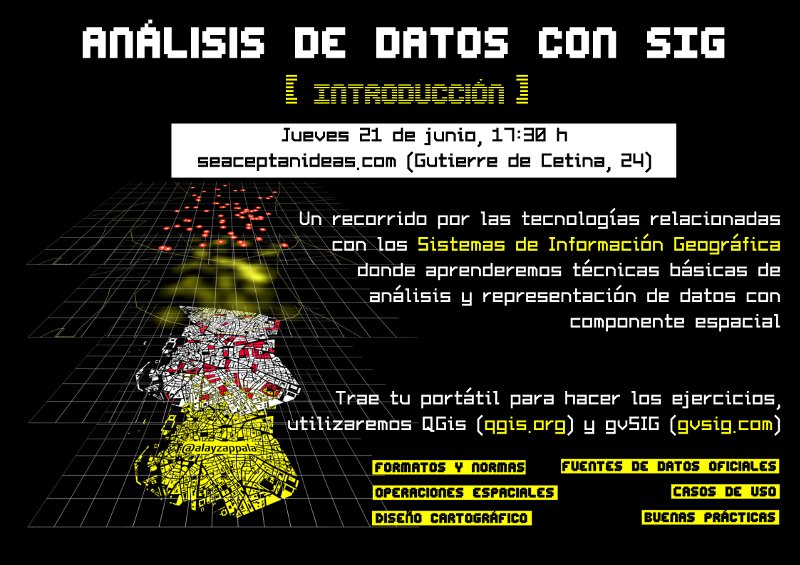 ANÁLISIS DE DATOS CON SIG
[ INTRODUCCIÓN ]
Jueves 21 de junio, 17:30 h
seaceptanideas.com (Gutierre de Cetina, 24)
Un recorrido por las tecnologías relacionadas
con los Sistemas de Información Geográfica
donde aprenderemos técnicas básicas de
análisis y representación de datos con
componente espacial
Trae tu portátil para hacer los ejercicios,
utilizaremos QGis (qgis.org) y gvSIG (gvsig.com)
@alayzappala
FORMATOS Y NORMAS
OPERACIONES ESPACIALES
DISEÑO CARTOGRÁFICO
FUENTES DE DATOS OFICIALES
CASOS DE USO
BUENAS PRÁCTICAS